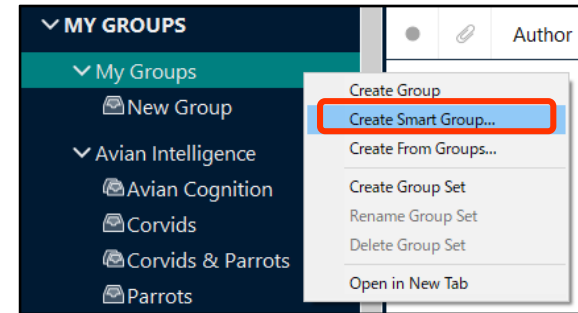 MY GROUPS
Author
My Groups
New Group
Avian Intelligence
Avian Cognition
Corvids
Corvids & Parrots
Parrots
Create Group
Create Smart Group...
Create From Groups...
Create Group Set
Rename Group Set
Delete Group Set
Open in New Tab